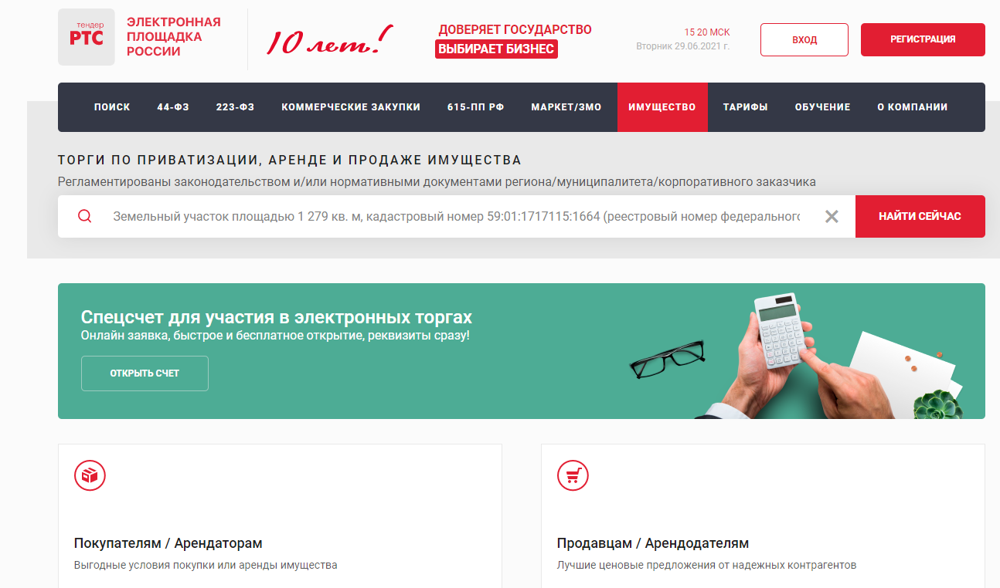 тендер
РТС
ЭЛЕКТРОННАЯ
ПЛОЩАДКА
РОССИИ
10 лет!
ДОВЕРЯЕТ ГОСУДАРСТВО
ВЫБИРАЕТ БИЗНЕС
15 20 МСК
Вторник 29.06.2021 г.
ВХОД
РЕГИСТРАЦИЯ
ПОИСК 44-ФЗ 223-ФЗ КОММЕРЧЕСКИЕ ЗАКУПКИ 615-ПП РФ МАРКЕТ/ЗМО ИМУЩЕСТВО ТАРИФЫ ОБУЧЕНИЕ О КОМПАНИИ
ТОРГИ ПО ПРИВАТИЗАЦИИ, АРЕНДЕ И ПРОДАЖЕ ИМУЩЕСТВА
Регламентированы законодательством и/или нормативными документами региона/муниципалитета/корпоративного заказчика
Земельный участок площадью 1 279 кв. м, кадастровый номер 59:01:1717115:1664 (реестровый номер федерального
НАЙТИ СЕЙЧАС
Спецсчет для участия в электронных торгах
Онлайн заявка, быстрое и бесплатное открытие, реквизиты сразу!
ОТКРЫТЬ СЧЕТ
Покупателям / Арендаторам
Выгодные условия покупки или аренды имущества
Продавцам / Арендодателям
Лучшие ценовые предложения от надежных контрагентов